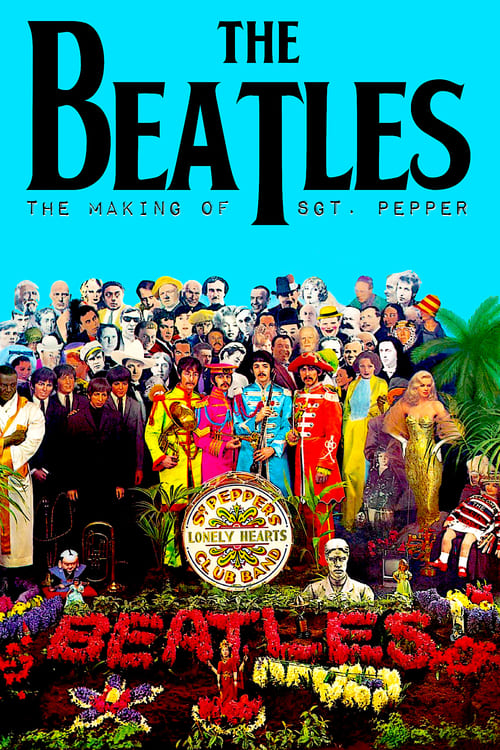 THE
BEATLES
THE MAKING OF SGT. PEPPER
SGT. PEPPERS
LONELY HEARTS
CLUB BAND
BEATLES